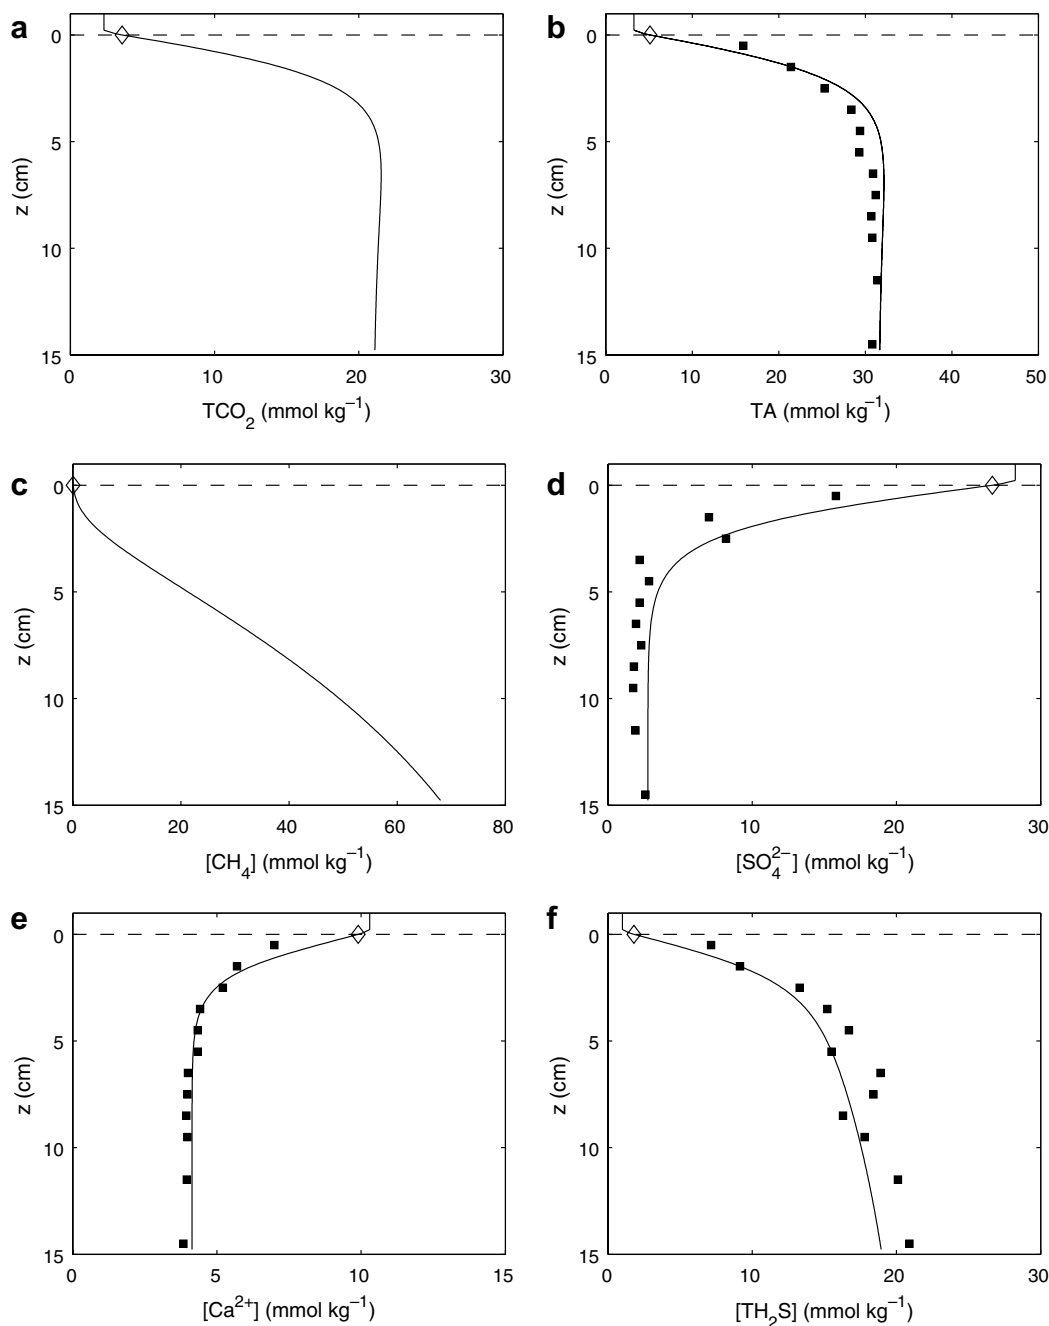 a
b
0
5
10
15
z (cm)
0 10 20 30
TCO₂ (mmol kg⁻¹)
0
5
10
15
z (cm)
0 10 20 30 40 50
TA (mmol kg⁻¹)
c
d
0
5
10
15
z (cm)
0 20 40 60 80
[CH₄] (mmol kg⁻¹)
0
5
10
15
z (cm)
0 10 20 30
[SO₄²⁻] (mmol kg⁻¹)
e
f
0
5
10
15
z (cm)
0 5 10 15
[Ca²⁺] (mmol kg⁻¹)
0
5
10
15
z (cm)
0 10 20 30
[TH₂S] (mmol kg⁻¹)